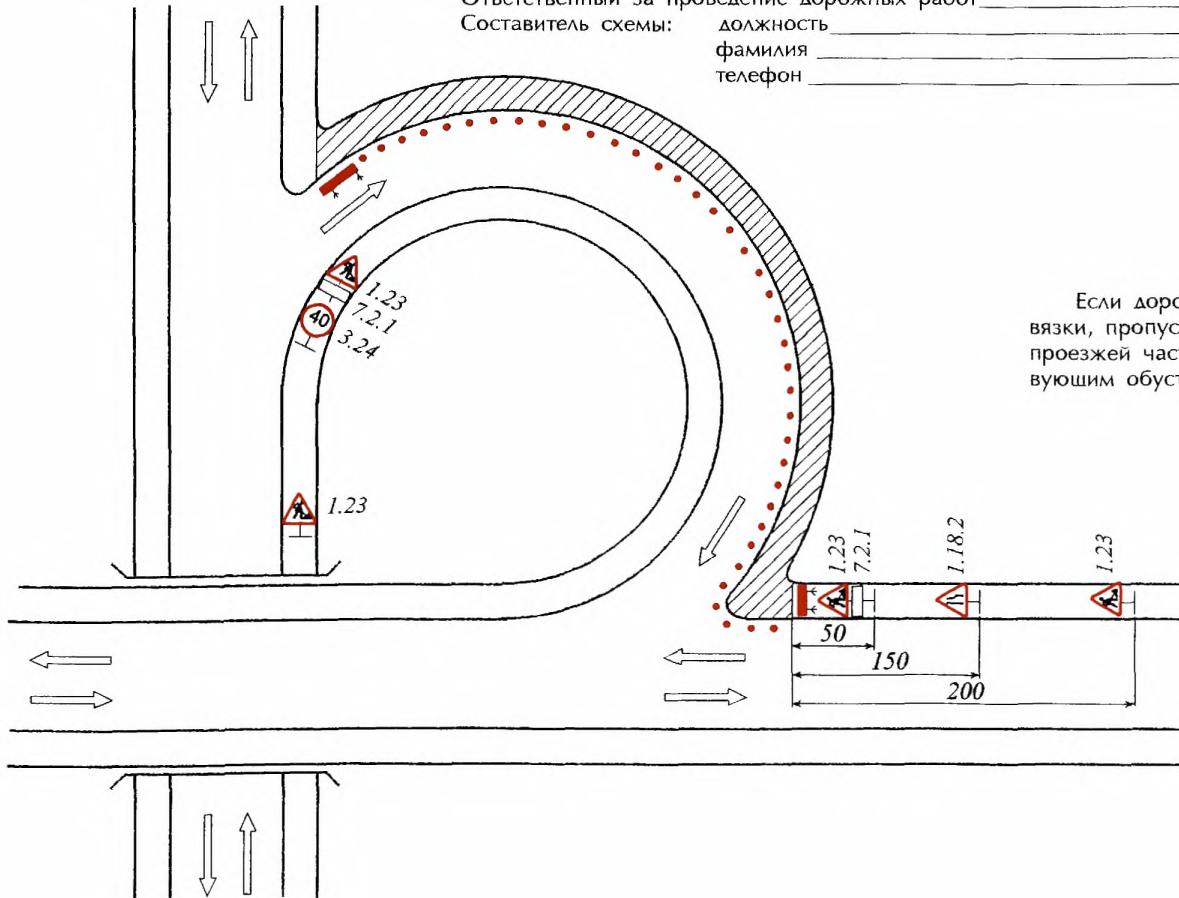 Ответственный за проведение дорожных работ
Составитель схемы: должность
фамилия
телефон
1.23
7.2.1
3.24
40
1.23
Если доро
вязки, пропус
проезжей част
вуюшим обуст
1.23
7.2.1
1.18.2
1.23
50
150
200